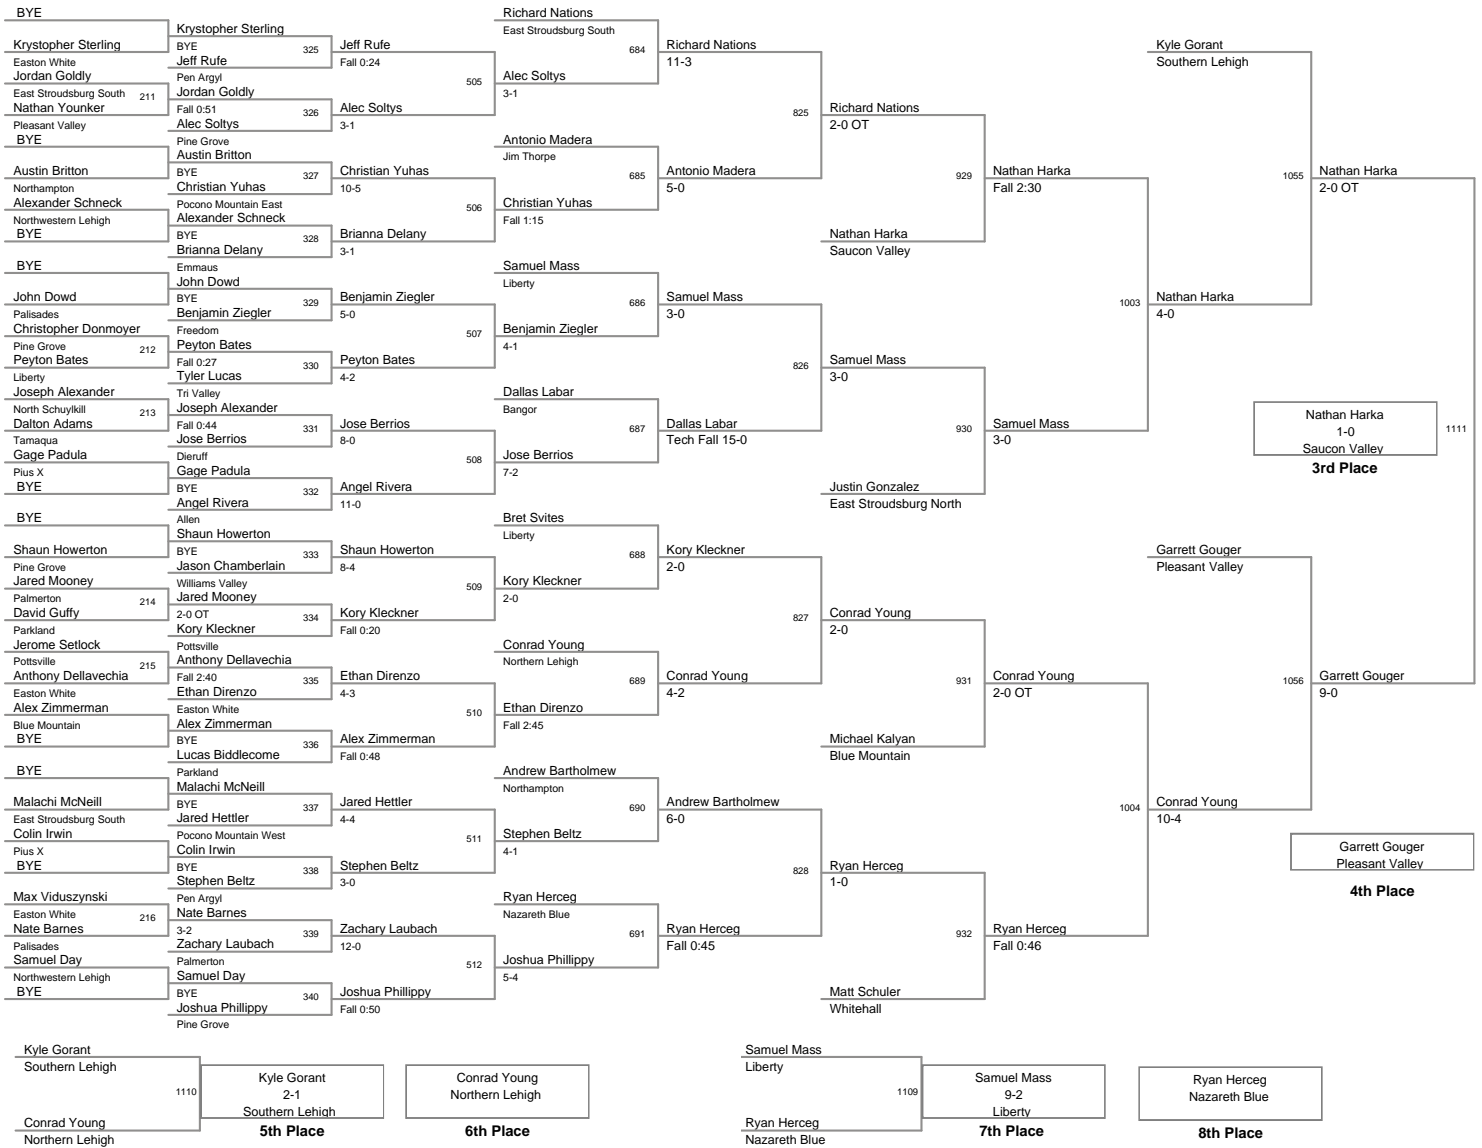 BYE
Krystopher Sterling
Easton White
Jordan Goldly
East Stroudsburg South
211
Nathan Younker
Pleasant Valley
BYE
Austin Britton
Northampton
Alexander Schneck
Northwestern Lehigh
BYE
BYE
John Dowd
Palisades
Christopher Donmoyer
Pine Grove
212
Peyton Bates
Liberty
Joseph Alexander
North Schuylkill
213
Dalton Adams
Tamaqua
Gage Padula
Pius X
BYE
BYE
Shaun Howerton
Pine Grove
Jared Mooney
Palmerton
214
David Guffy
Parkland
Jerome Setlock
Pottsville
215
Anthony Dellavechia
Easton White
Alex Zimmerman
Blue Mountain
BYE
BYE
Malachi McNeill
East Stroudsburg South
Colin Irwin
Pius X
BYE
Max Viduszynski
Easton White
216
Nate Barnes
Palisades
Samuel Day
Northwestern Lehigh
BYE
Krystopher Sterling
BYE
325
Jeff Rufe
Pen Argyl
Jordan Goldly
Fall 0:51
326
Alec Soltys
Pine Grove
Austin Britton
BYE
327
Christian Yuhas
Pocono Mountain East
Alexander Schneck
BYE
328
Brianna Delany
Emmaus
John Dowd
BYE
329
Benjamin Ziegler
Freedom
Peyton Bates
Fall 0:27
330
Tyler Lucas
Tri Valley
Joseph Alexander
Fall 0:44
331
Jose Berrios
Dieruff
Gage Padula
BYE
332
Angel Rivera
Allen
Shaun Howerton
BYE
333
Jason Chamberlain
Williams Valley
Jared Mooney
2-0 OT
334
Kory Kleckner
Pottsville
Anthony Dellavechia
Fall 2:40
335
Ethan Direnzo
Easton White
Alex Zimmerman
BYE
336
Lucas Biddlecome
Parkland
Malachi McNeill
BYE
337
Jared Hettler
Pocono Mountain West
Colin Irwin
BYE
338
Stephen Beltz
Pen Argyl
Nate Barnes
3-2
339
Zachary Laubach
Palmerton
Samuel Day
BYE
340
Joshua Phillippy
Pine Grove
Jeff Rufe
Fall 0:24
505
Alec Soltys
3-1
Christian Yuhas
10-5
506
Brianna Delany
3-1
Benjamin Ziegler
5-0
507
Peyton Bates
4-2
Jose Berrios
8-0
508
Angel Rivera
11-0
Shaun Howerton
8-4
509
Kory Kleckner
Fall 0:20
Ethan Direnzo
4-3
510
Alex Zimmerman
Fall 0:48
Jared Hettler
4-4
511
Stephen Beltz
3-0
Zachary Laubach
12-0
512
Joshua Phillippy
Fall 0:50
Richard Nations
East Stroudsburg South
684
Alec Soltys
3-1
Antonio Madera
Jim Thorpe
685
Christian Yuhas
Fall 1:15
Samuel Mass
Liberty
686
Benjamin Ziegler
4-1
Dallas Labar
Bangor
687
Jose Berrios
7-2
Bret Svites
Liberty
688
Kory Kleckner
2-0
Conrad Young
Northern Lehigh
689
Ethan Direnzo
Fall 2:45
Andrew Bartholmew
Northampton
690
Stephen Beltz
4-1
Ryan Herceg
Nazareth Blue
691
Joshua Phillippy
5-4
Richard Nations
11-3
825
Antonio Madera
5-0
Samuel Mass
3-0
826
Dallas Labar
Tech Fall 15-0
Kory Kleckner
2-0
827
Conrad Young
4-2
Andrew Bartholmew
6-0
828
Ryan Herceg
Fall 0:45
Richard Nations
2-0 OT
929
Nathan Harka
Saucon Valley
Samuel Mass
3-0
930
Justin Gonzalez
East Stroudsburg North
Conrad Young
2-0
931
Michael Kalyan
Blue Mountain
Ryan Herceg
1-0
932
Matt Schuler
Whitehall
Nathan Harka
Fall 2:30
1003
Samuel Mass
3-0
Conrad Young
2-0 OT
1004
Ryan Herceg
Fall 0:46
Kyle Gorant
Southern Lehigh
1055
Nathan Harka
4-0
Garrett Gouger
Pleasant Valley
1056
Conrad Young
10-4
Nathan Harka
2-0 OT
1111
Garrett Gouger
9-0
Nathan Harka
1-0
Saucon Valley
3rd Place
Garrett Gouger
Pleasant Valley
4th Place
Kyle Gorant
Southern Lehigh
1110
Conrad Young
Northern Lehigh
Kyle Gorant
2-1
Southern Lehigh
5th Place
Conrad Young
Northern Lehigh
6th Place
Samuel Mass
Liberty
1109
Ryan Herceg
Nazareth Blue
Samuel Mass
9-2
Liberty
7th Place
Ryan Herceg
Nazareth Blue
8th Place